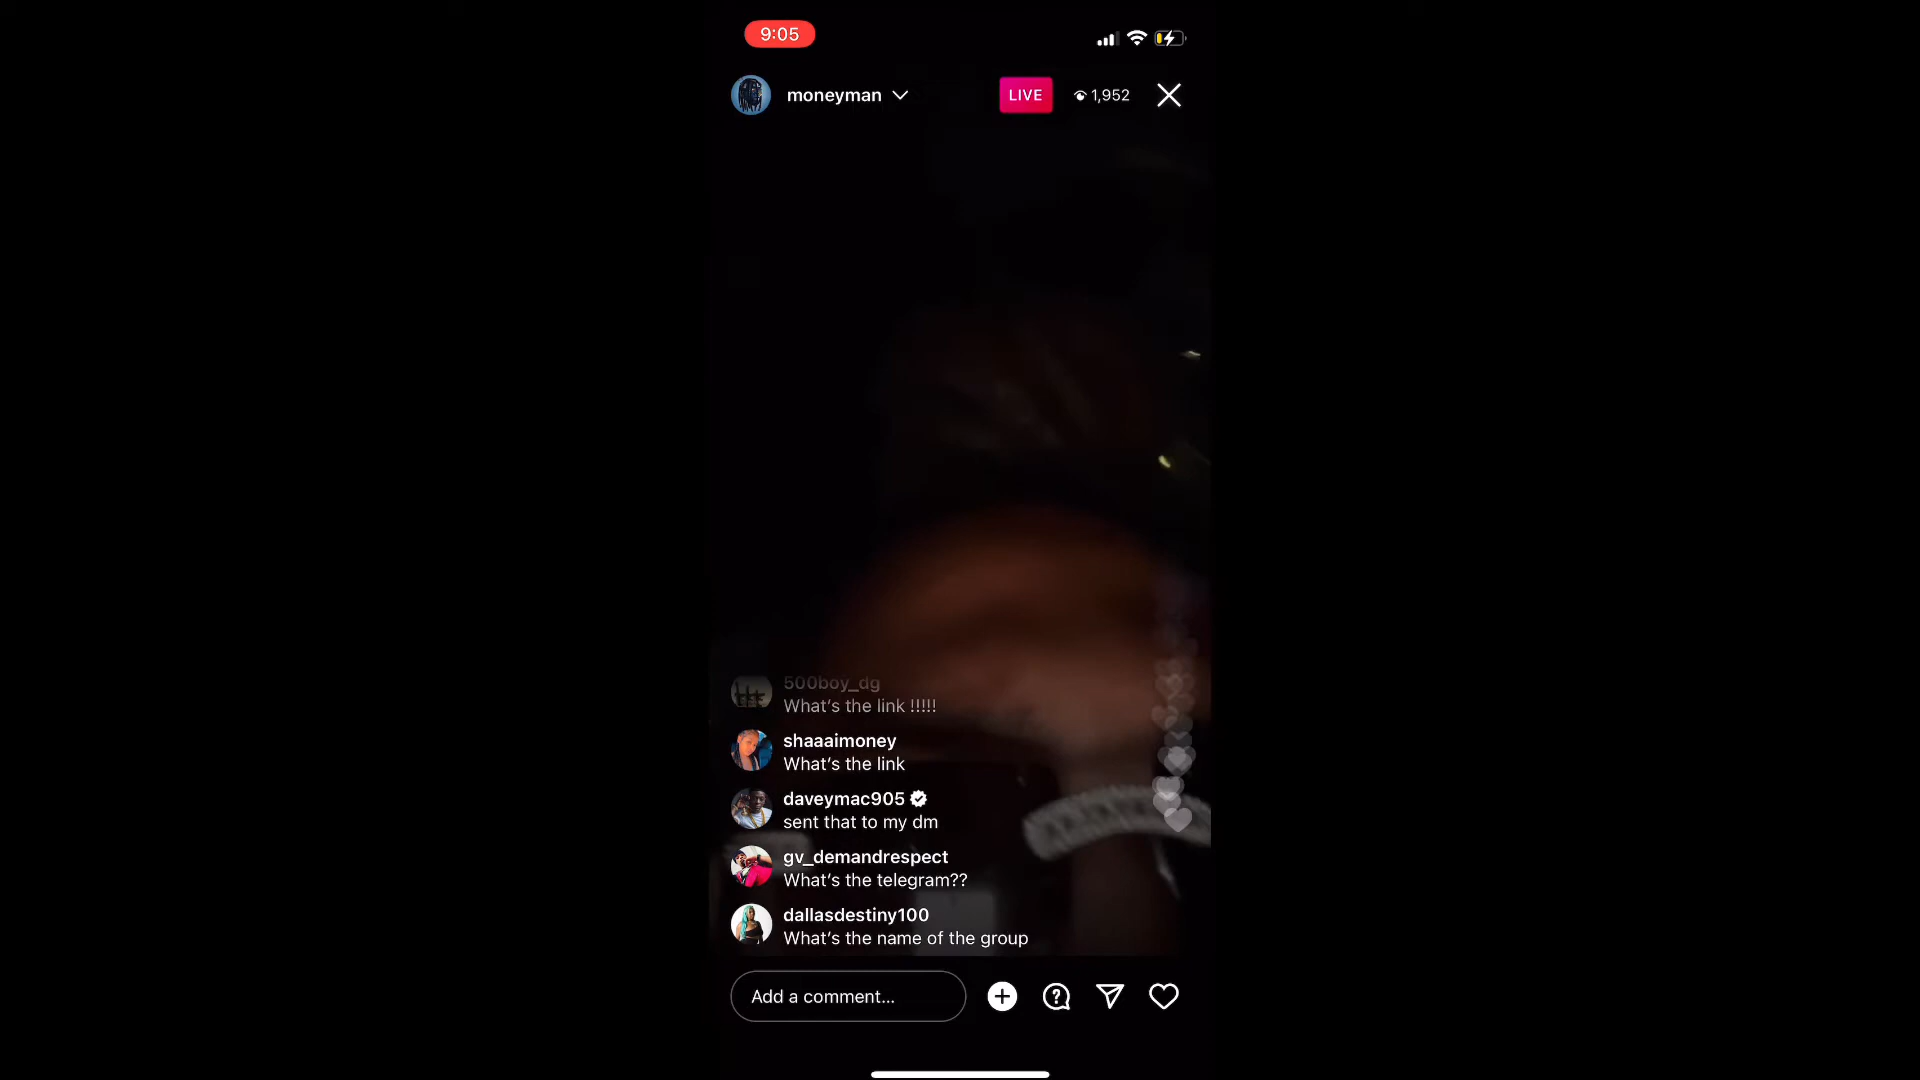 9:05
moneyman
LIVE
1,952
500boy_dg
What's the link !!!!!
shaaaimoney
What's the link
daveymac905
sent that to my dm
gv_demandrespect
What's the telegram??
dallasdestiny100
What's the name of the group
Add a comment...